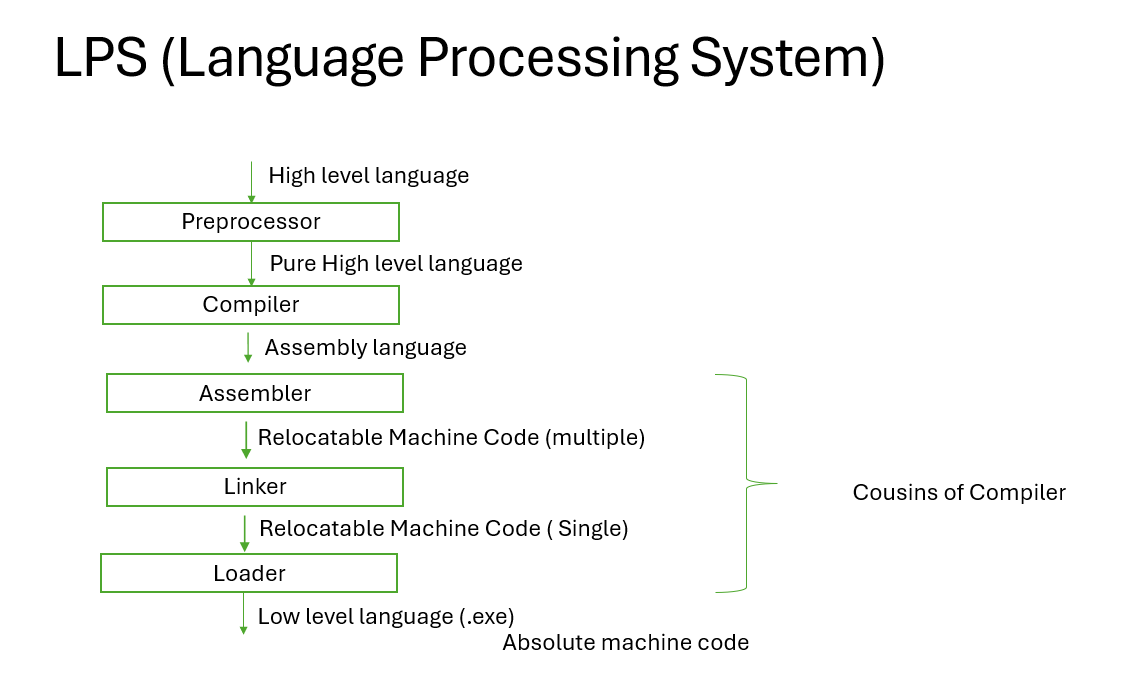 LPS (Language Processing System)
High level language
Preprocessor
Pure High level language
Compiler
Assembly language
Assembler
Relocatable Machine Code (multiple)
Linker
Cousins of Compiler
Relocatable Machine Code ( Single)
Loader
Low level language (.exe)
Absolute machine code